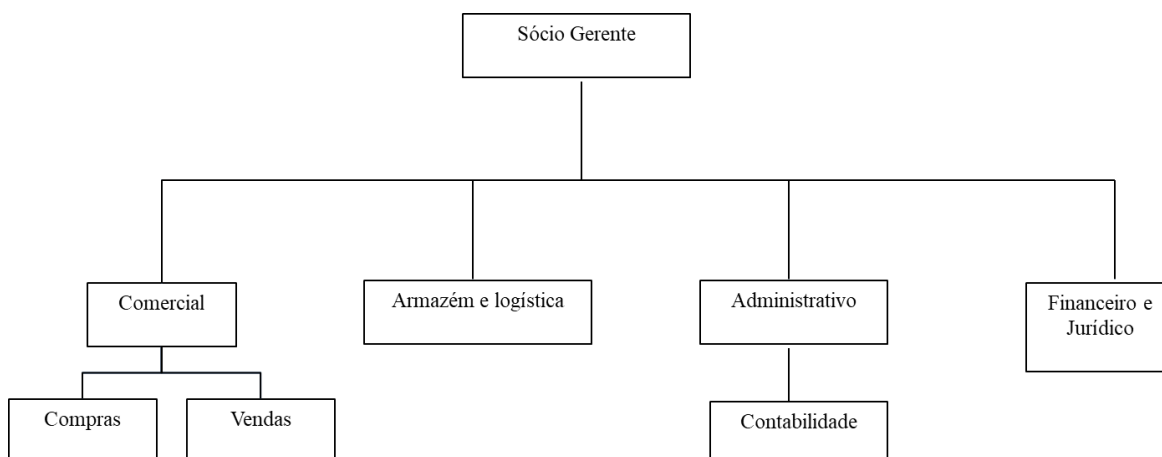 Sócio Gerente
Comercial
Armazém e logística
Administrativo
Financeiro e
Jurídico
Compras
Vendas
Contabilidade